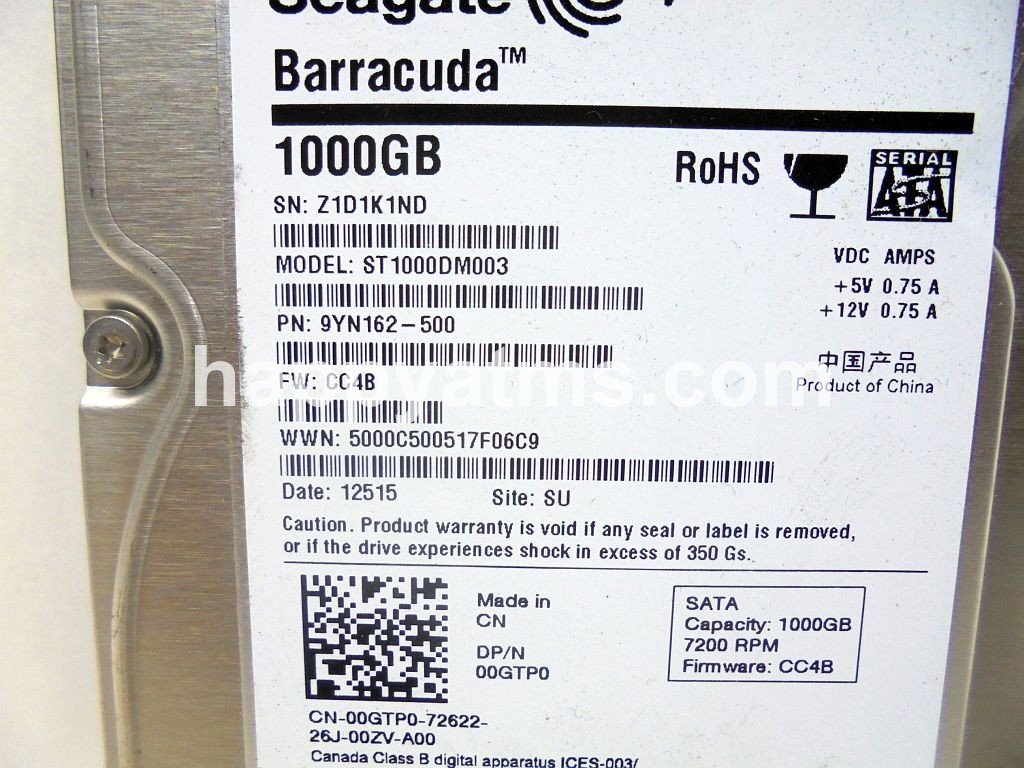 Seagate
Barracuda™
1000GB
RoHS
SERIAL
ATA
SN: Z1D1K1ND
MODEL: ST1000DM003
PN: 9YN162-500
FW: CC4B
WWN: 5000C500517F06C9
Date: 12515 Site: SU
VDC AMPS
+5V 0.75 A
+12V 0.75 A
中国产品
Product of China
happyatms.com
Caution. Product warranty is void if any seal or label is removed,
or if the drive experiences shock in excess of 350 Gs.
Made in
CN
DP/N
00GTP0
SATA
Capacity: 1000GB
7200 RPM
Firmware: CC4B
CN-00GTP0-72622-
26J-00ZV-A00
Canada Class B digital apparatus ICES-003/